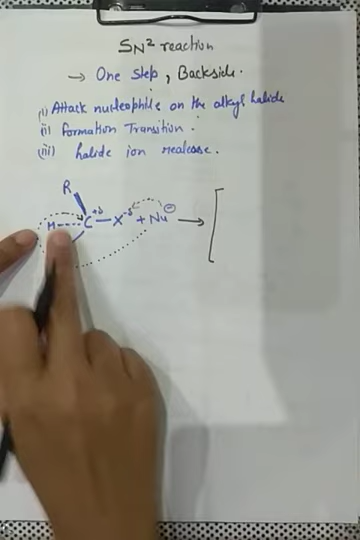 SN2 reaction
→ One step, Backside.
(i) Attack nucleophile on the alkyl halide
(ii) Formation Transition.
(iii) halide ion realease.
R
H C+δ — X-δ + Nu⊖ → [